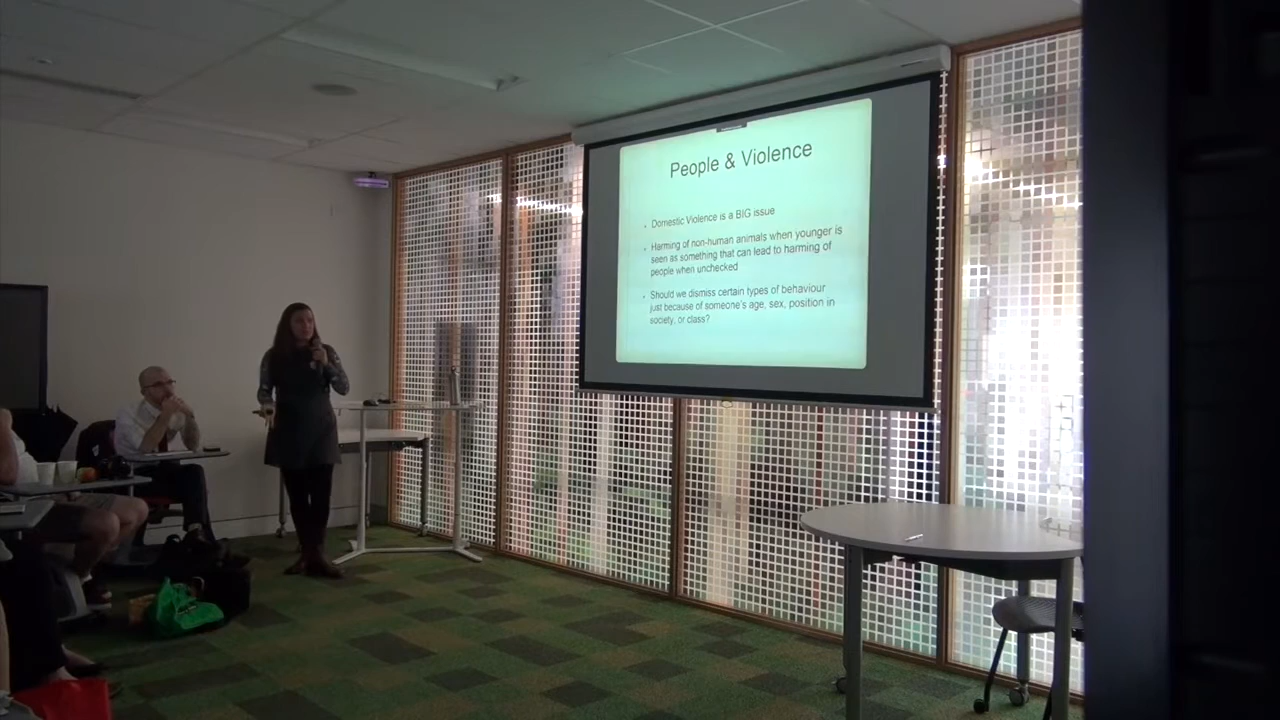 People & Violence
Domestic Violence is a BIG issue
Harming of non-human animals when younger is
seen as something that can lead to harming of
people when unchecked
Should we dismiss certain types of behaviour
just because of someone's age, sex, position in
society, or class?